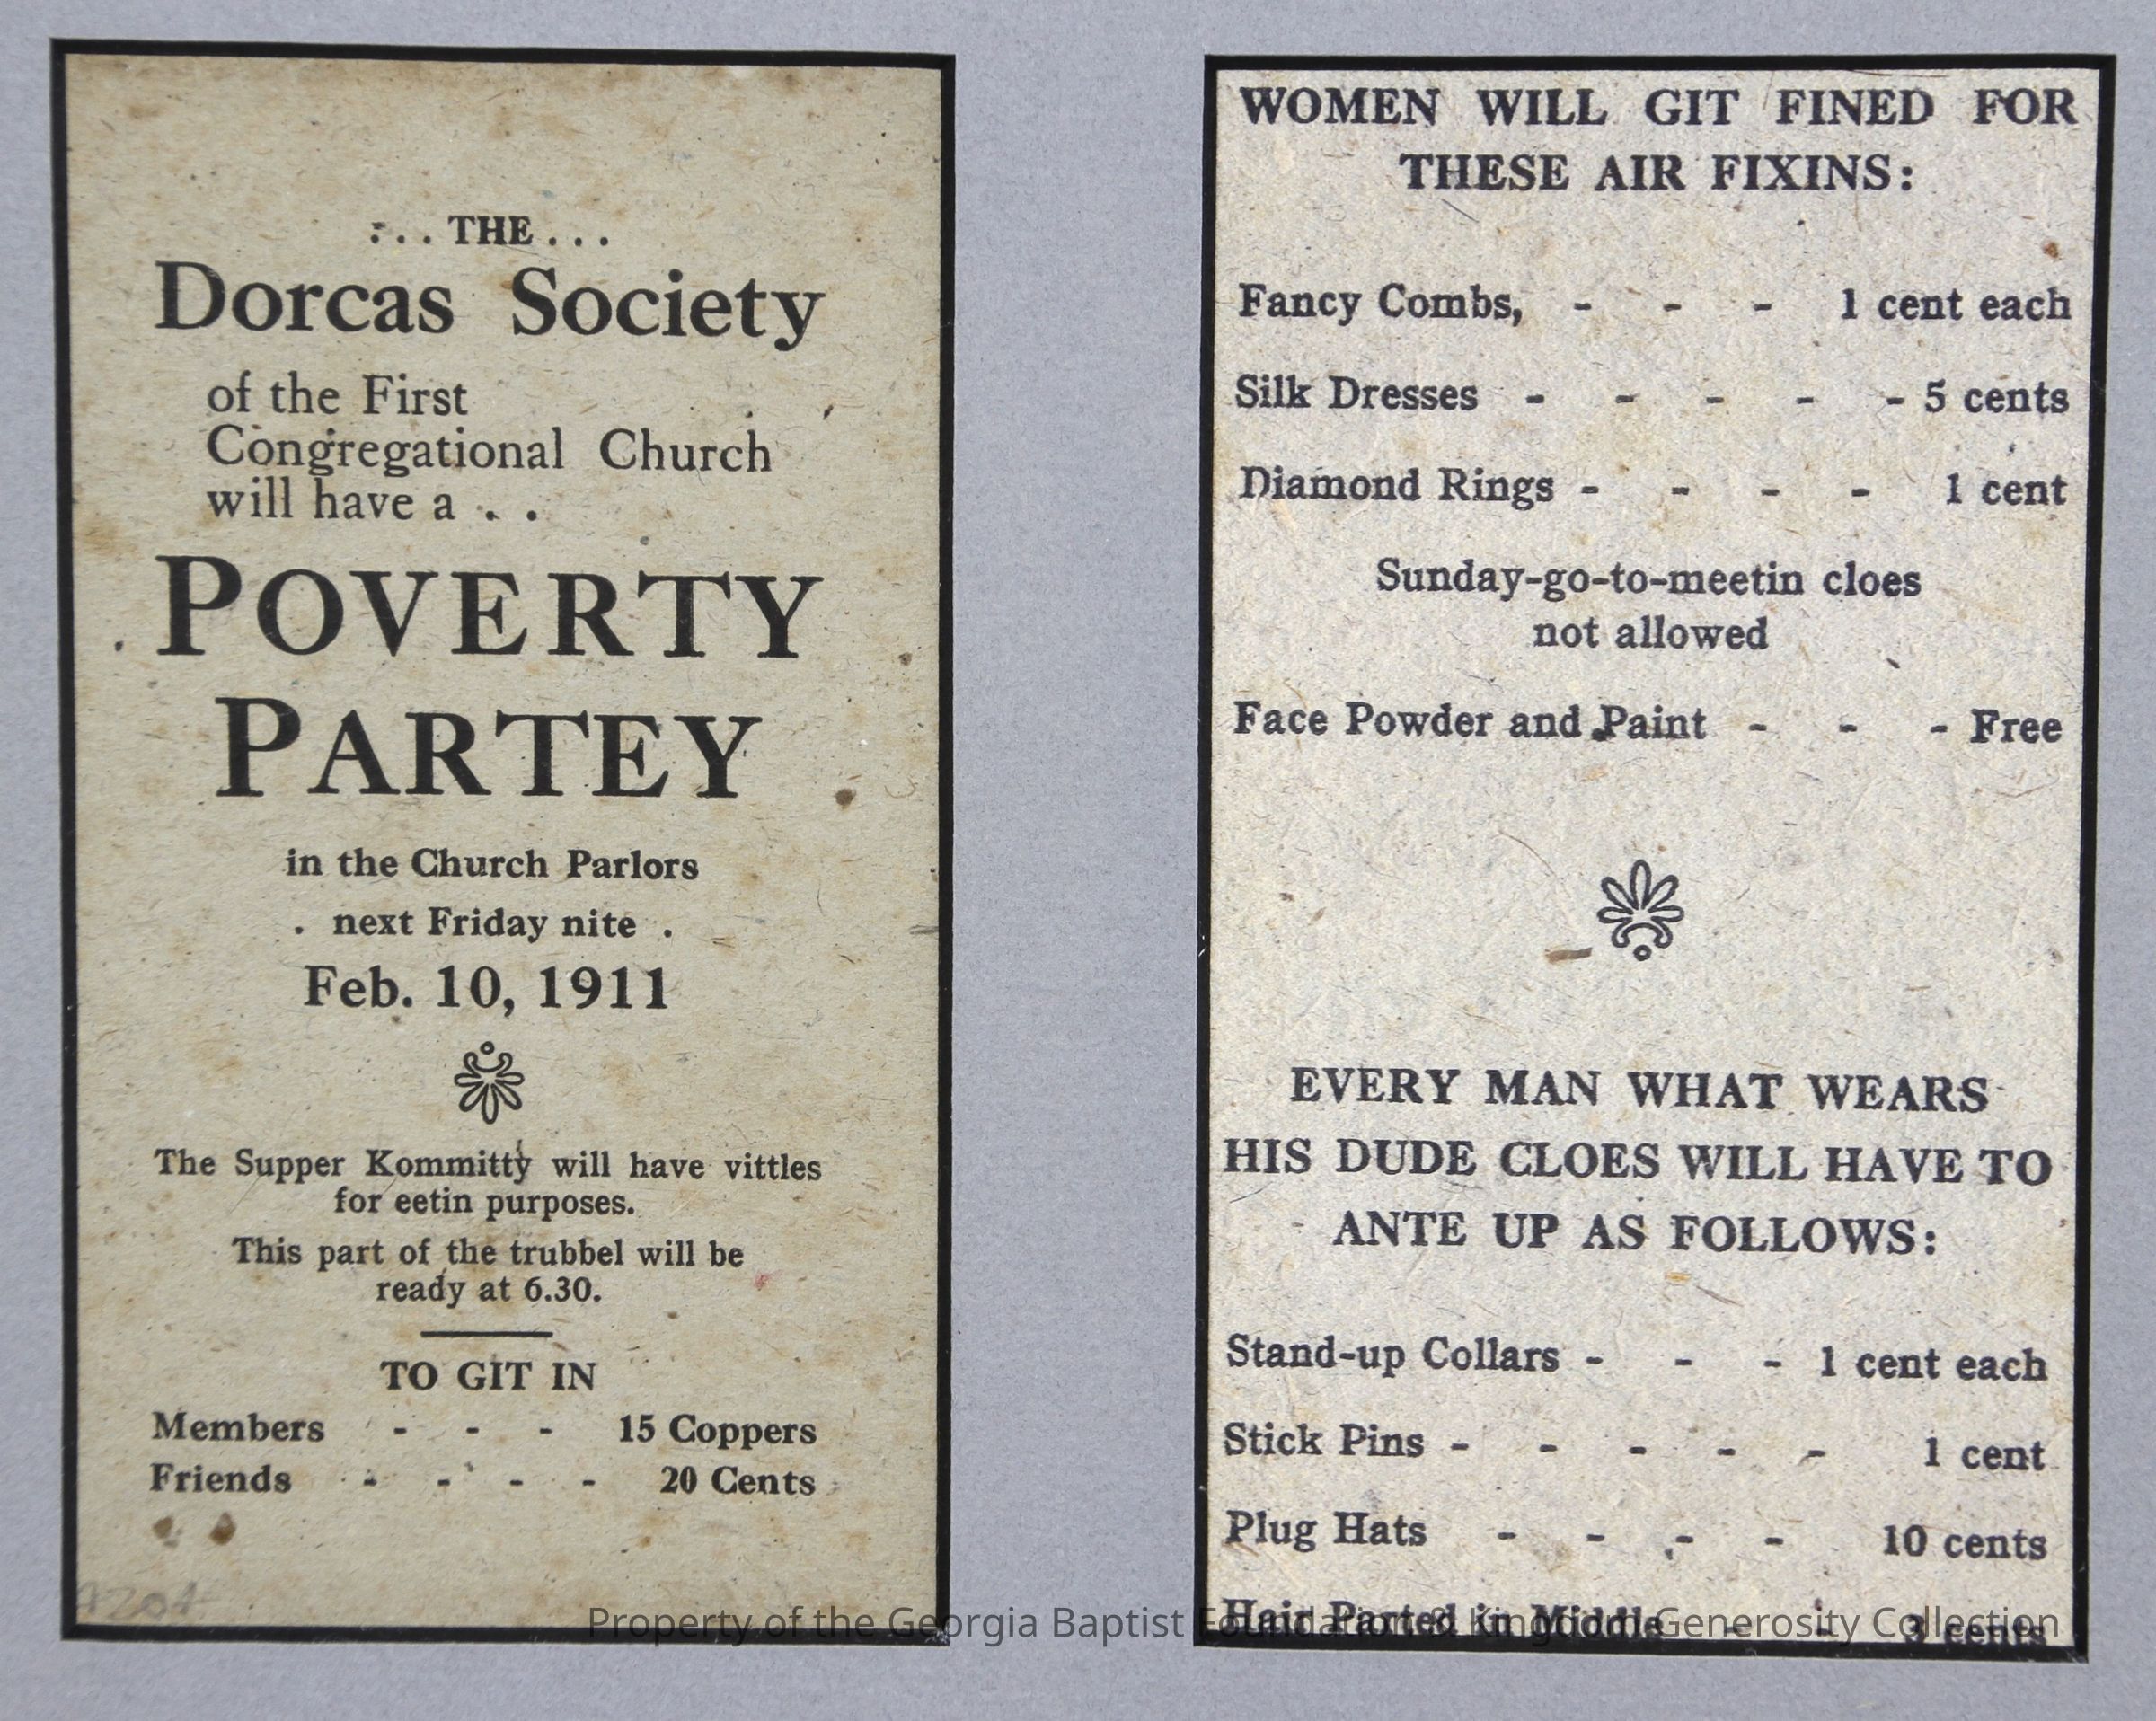 . . . THE . . .
Dorcas Society
of the First
Congregational Church
will have a . .
POVERTY
PARTEY
in the Church Parlors
. next Friday nite .
Feb. 10, 1911
The Supper Kommitty will have vittles
for eetin purposes.
This part of the trubbel will be
ready at 6.30.
TO GIT IN
Members - - - 15 Coppers
Friends - - - - 20 Cents
WOMEN WILL GIT FINED FOR
THESE AIR FIXINS:
Fancy Combs, - - - 1 cent each
Silk Dresses - - - - - 5 cents
Diamond Rings - - - - 1 cent
Sunday-go-to-meetin cloes
not allowed
Face Powder and Paint - - - Free
EVERY MAN WHAT WEARS
HIS DUDE CLOES WILL HAVE TO
ANTE UP AS FOLLOWS:
Stand-up Collars - - - 1 cent each
Stick Pins - - - - - 1 cent
Plug Hats - - - - 10 cents
Hair Parted in Middle - - 3 cents
Property of the Georgia Baptist Foundation & Kingdom Generosity Collection